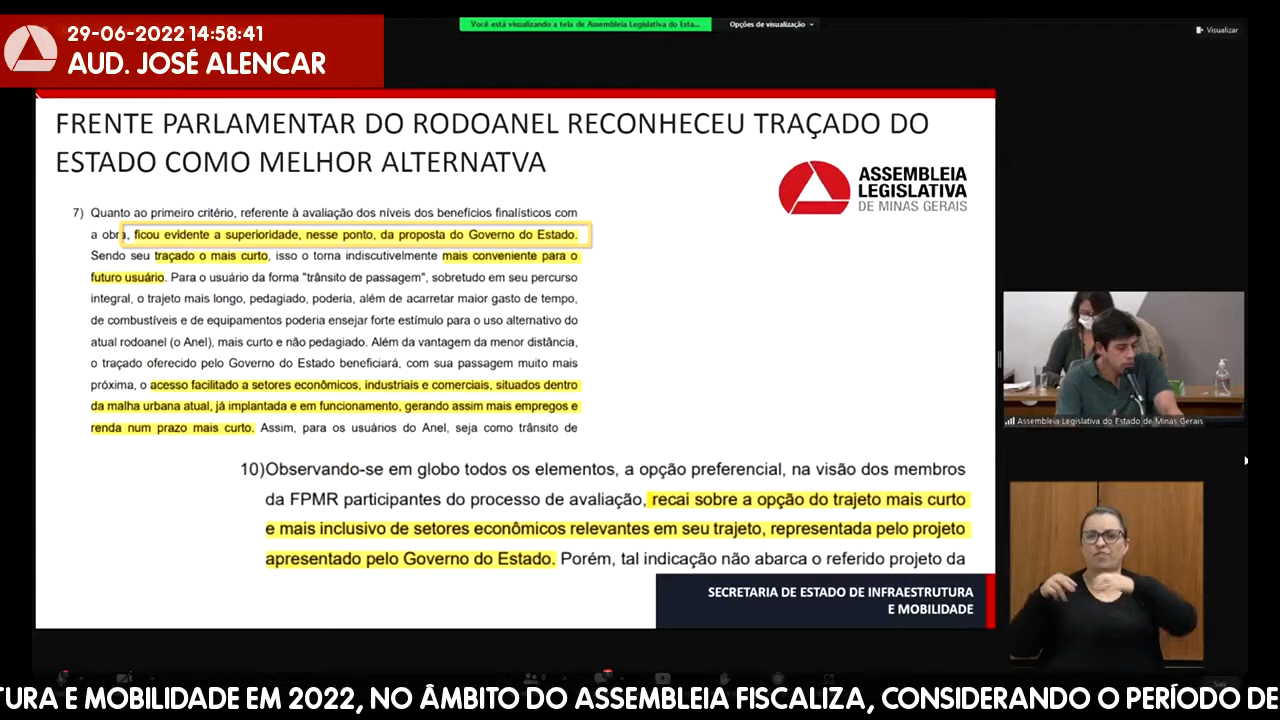 29-06-2022 14:58:41
AUD. JOSÉ ALENCAR
Você está visualizando a tela de Assembleia Legislativa do Esta...
Opções de visualização
Visualizar
FRENTE PARLAMENTAR DO RODOANEL RECONHECEU TRAÇADO DO
ESTADO COMO MELHOR ALTERNATVA
ASSEMBLEIA
LEGISLATIVA
DE MINAS GERAIS
7) Quanto ao primeiro critério, referente à avaliação dos níveis dos benefícios finalísticos com
a obra, ficou evidente a superioridade, nesse ponto, da proposta do Governo do Estado.
Sendo seu traçado o mais curto, isso o torna indiscutivelmente mais conveniente para o
futuro usuário. Para o usuário da forma "trânsito de passagem", sobretudo em seu percurso
integral, o trajeto mais longo, pedagiado, poderia, além de acarretar maior gasto de tempo,
de combustíveis e de equipamentos poderia ensejar forte estímulo para o uso alternativo do
atual rodoanel (o Anel), mais curto e não pedagiado. Além da vantagem da menor distância,
o traçado oferecido pelo Governo do Estado beneficiará, com sua passagem muito mais
próxima, o acesso facilitado a setores econômicos, industriais e comerciais, situados dentro
da malha urbana atual, já implantada e em funcionamento, gerando assim mais empregos e
renda num prazo mais curto. Assim, para os usuários do Anel, seja como trânsito de
10)Observando-se em globo todos os elementos, a opção preferencial, na visão dos membros
da FPMR participantes do processo de avaliação, recai sobre a opção do trajeto mais curto
e mais inclusivo de setores econômicos relevantes em seu trajeto, representada pelo projeto
apresentado pelo Governo do Estado. Porém, tal indicação não abarca o referido projeto da
SECRETARIA DE ESTADO DE INFRAESTRUTURA
E MOBILIDADE
Assembleia Legislativa do Estado de Minas Gerais
TURA E MOBILIDADE EM 2022, NO ÂMBITO DO ASSEMBLEIA FISCALIZA, CONSIDERANDO O PERÍODO DE